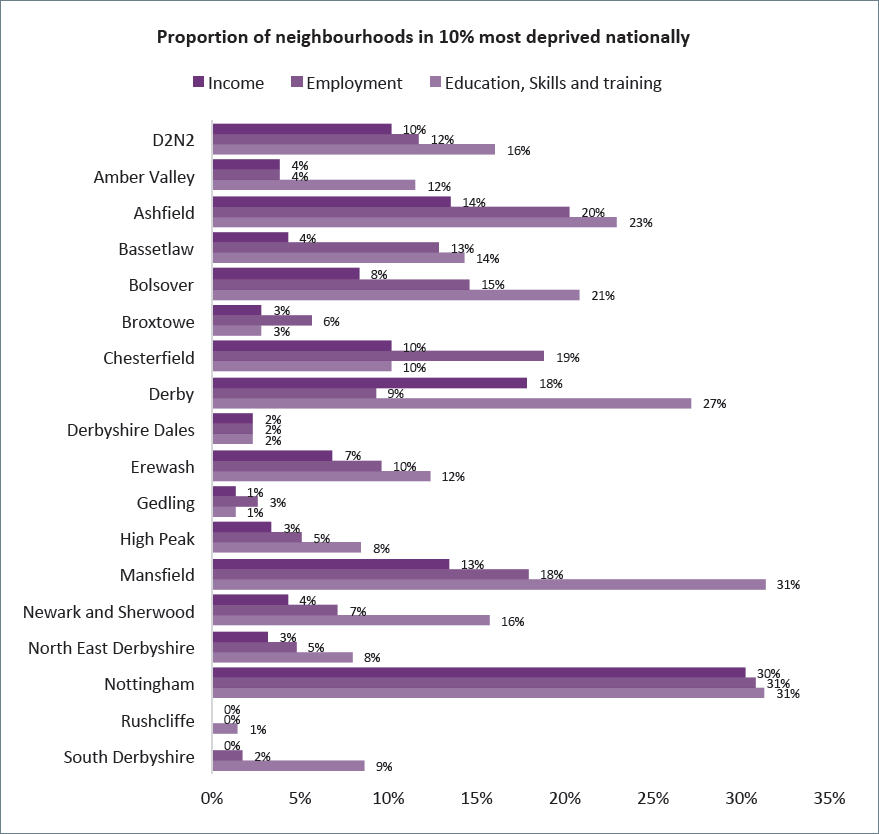 Proportion of neighbourhoods in 10% most deprived nationally
Income Employment Education, Skills and training
D2N2 10% 12% 16%
Amber Valley 4% 4% 12%
Ashfield 14% 20% 23%
Bassetlaw 4% 13% 14%
Bolsover 8% 15% 21%
Broxtowe 3% 6% 3%
Chesterfield 10% 19% 10%
Derby 18% 9% 27%
Derbyshire Dales 2% 2% 2%
Erewash 7% 10% 12%
Gedling 1% 3% 1%
High Peak 3% 5% 8%
Mansfield 13% 18% 31%
Newark and Sherwood 4% 7% 16%
North East Derbyshire 3% 5% 8%
Nottingham 30% 31% 31%
Rushcliffe 0% 0% 1%
South Derbyshire 0% 2% 9%
0% 5% 10% 15% 20% 25% 30% 35%